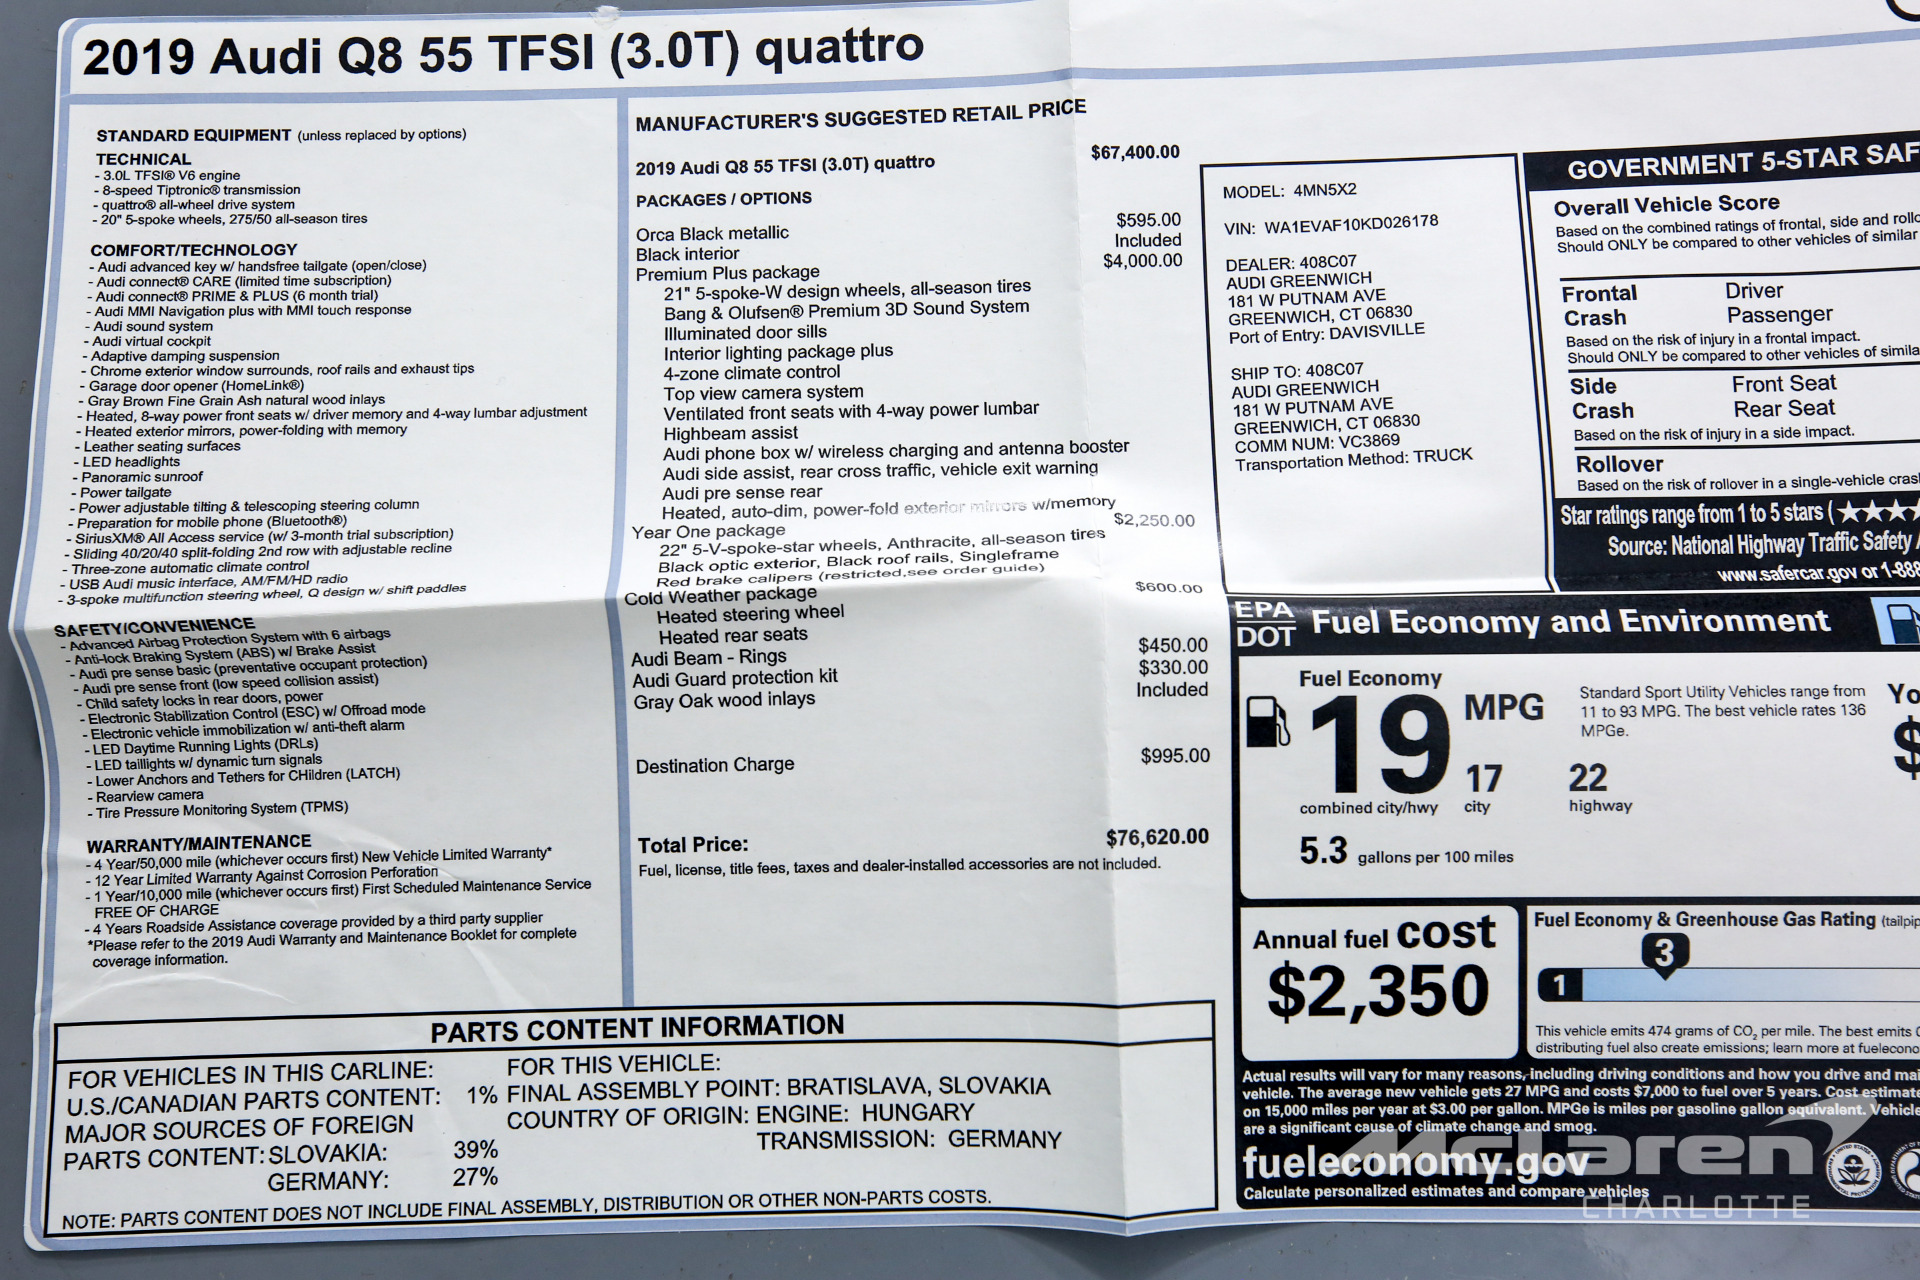 2019 Audi Q8 55 TFSI (3.0T) quattro
STANDARD EQUIPMENT (unless replaced by options)
TECHNICAL
- 3.0L TFSI® V6 engine
- 8-speed Tiptronic® transmission
- quattro® all-wheel drive system
- 20" 5-spoke wheels, 275/50 all-season tires
COMFORT/TECHNOLOGY
- Audi advanced key w/ handsfree tailgate (open/close)
- Audi connect® CARE (limited time subscription)
- Audi connect® PRIME & PLUS (6 month trial)
- Audi MMI Navigation plus with MMI touch response
- Audi sound system
- Audi virtual cockpit
- Adaptive damping suspension
- Chrome exterior window surrounds, roof rails and exhaust tips
- Garage door opener (HomeLink®)
- Gray Brown Fine Grain Ash natural wood inlays
- Heated, 8-way power front seats w/ driver memory and 4-way lumbar adjustment
- Heated exterior mirrors, power-folding with memory
- Leather seating surfaces
- LED headlights
- Panoramic sunroof
- Power tailgate
- Power adjustable tilting & telescoping steering column
- Preparation for mobile phone (Bluetooth®)
- SiriusXM® All Access service (w/ 3-month trial subscription)
- Sliding 40/20/40 split-folding 2nd row with adjustable recline
- Three-zone automatic climate control
- USB Audi music interface, AM/FM/HD radio
- 3-spoke multifunction steering wheel, Q design w/ shift paddles
SAFETY/CONVENIENCE
- Advanced Airbag Protection System with 6 airbags
- Anti-lock Braking System (ABS) w/ Brake Assist
- Audi pre sense basic (preventative occupant protection)
- Audi pre sense front (low speed collision assist)
- Child safety locks in rear doors, power
- Electronic Stabilization Control (ESC) w/ Offroad mode
- Electronic vehicle immobilization w/ anti-theft alarm
- LED Daytime Running Lights (DRLs)
- LED taillights w/ dynamic turn signals
- Lower Anchors and Tethers for CHildren (LATCH)
- Rearview camera
- Tire Pressure Monitoring System (TPMS)
WARRANTY/MAINTENANCE
- 4 Year/50,000 mile (whichever occurs first) New Vehicle Limited Warranty*
- 12 Year Limited Warranty Against Corrosion Perforation
- 1 Year/10,000 mile (whichever occurs first) First Scheduled Maintenance Service
FREE OF CHARGE
- 4 Years Roadside Assistance coverage provided by a third party supplier
*Please refer to the 2019 Audi Warranty and Maintenance Booklet for complete
coverage information.
MANUFACTURER'S SUGGESTED RETAIL PRICE
2019 Audi Q8 55 TFSI (3.0T) quattro $67,400.00
PACKAGES / OPTIONS
Orca Black metallic $595.00
Black interior Included
Premium Plus package $4,000.00
21" 5-spoke-W design wheels, all-season tires
Bang & Olufsen® Premium 3D Sound System
Illuminated door sills
Interior lighting package plus
4-zone climate control
Top view camera system
Ventilated front seats with 4-way power lumbar
Highbeam assist
Audi phone box w/ wireless charging and antenna booster
Audi side assist, rear cross traffic, vehicle exit warning
Audi pre sense rear
Heated, auto-dim, power-fold exterior mirrors w/memory
Year One package $2,250.00
22" 5-V-spoke-star wheels, Anthracite, all-season tires
Black optic exterior, Black roof rails, Singleframe
Red brake calipers (restricted,see order guide)
Cold Weather package $600.00
Heated steering wheel
Heated rear seats
Audi Beam - Rings $450.00
Audi Guard protection kit $330.00
Gray Oak wood inlays Included
Destination Charge $995.00
Total Price: $76,620.00
Fuel, license, title fees, taxes and dealer-installed accessories are not included.
MODEL: 4MN5X2
VIN: WA1EVAF10KD026178
DEALER: 408C07
AUDI GREENWICH
181 W PUTNAM AVE
GREENWICH, CT 06830
Port of Entry: DAVISVILLE
SHIP TO: 408C07
AUDI GREENWICH
181 W PUTNAM AVE
GREENWICH, CT 06830
COMM NUM: VC3869
Transportation Method: TRUCK
GOVERNMENT 5-STAR SAF
Overall Vehicle Score
Based on the combined ratings of frontal, side and rollo
Should ONLY be compared to other vehicles of similar
Frontal Driver
Crash Passenger
Based on the risk of injury in a frontal impact.
Should ONLY be compared to other vehicles of simila
Side Front Seat
Crash Rear Seat
Based on the risk of injury in a side impact.
Rollover
Based on the risk of rollover in a single-vehicle cras
Star ratings range from 1 to 5 stars (★★★★
Source: National Highway Traffic Safety
www.safercar.gov or 1-888
EPA
DOT
Fuel Economy and Environment
Fuel Economy
19 MPG
combined city/hwy
17
city
22
highway
5.3 gallons per 100 miles
Standard Sport Utility Vehicles range from
11 to 93 MPG. The best vehicle rates 136
MPGe.
Yo
$
Annual fuel cost
$2,350
Fuel Economy & Greenhouse Gas Rating (tailpip
3
1
This vehicle emits 474 grams of CO₂ per mile. The best emits
distributing fuel also create emissions; learn more at fuelecono
Actual results will vary for many reasons, including driving conditions and how you drive and mai
vehicle. The average new vehicle gets 27 MPG and costs $7,000 to fuel over 5 years. Cost estimate
on 15,000 miles per year at $3.00 per gallon. MPGe is miles per gasoline gallon equivalent. Vehicle
are a significant cause of climate change and smog.
fueleconomy.gov
Calculate personalized estimates and compare vehicles
PARTS CONTENT INFORMATION
FOR VEHICLES IN THIS CARLINE:
U.S./CANADIAN PARTS CONTENT: 1%
MAJOR SOURCES OF FOREIGN
PARTS CONTENT: SLOVAKIA: 39%
GERMANY: 27%
FOR THIS VEHICLE:
FINAL ASSEMBLY POINT: BRATISLAVA, SLOVAKIA
COUNTRY OF ORIGIN: ENGINE: HUNGARY
TRANSMISSION: GERMANY
NOTE: PARTS CONTENT DOES NOT INCLUDE FINAL ASSEMBLY, DISTRIBUTION OR OTHER NON-PARTS COSTS.
McLaren
CHARLOTTE